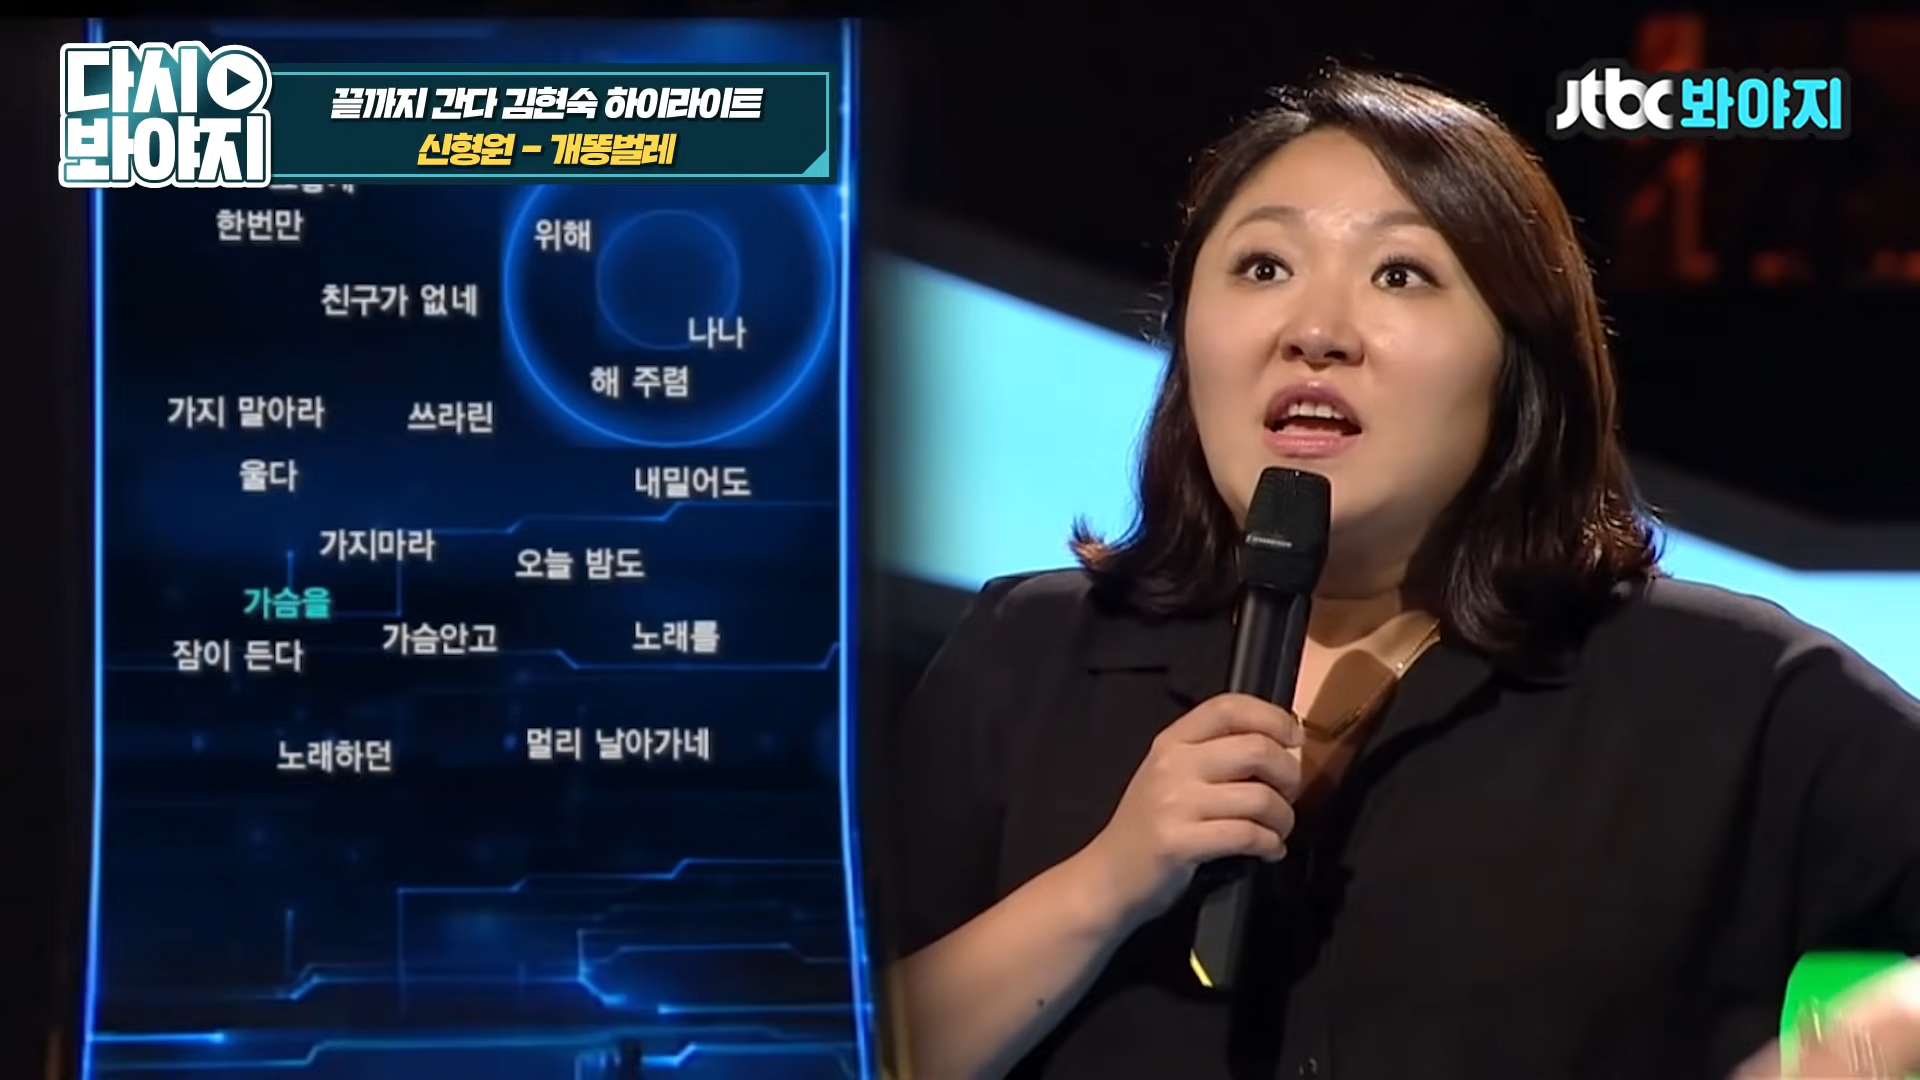 다시
봐야지
끝까지 간다 김현숙 하이라이트
신형원 - 개똥벌레
jtbc 봐야지
한번만
위해
친구가 없네
나나
해 주렴
가지 말아라
쓰라린
울다
내밀어도
가지마라
오늘 밤도
가슴을
가슴안고
노래를
잠이 든다
노래하던
멀리 날아가네